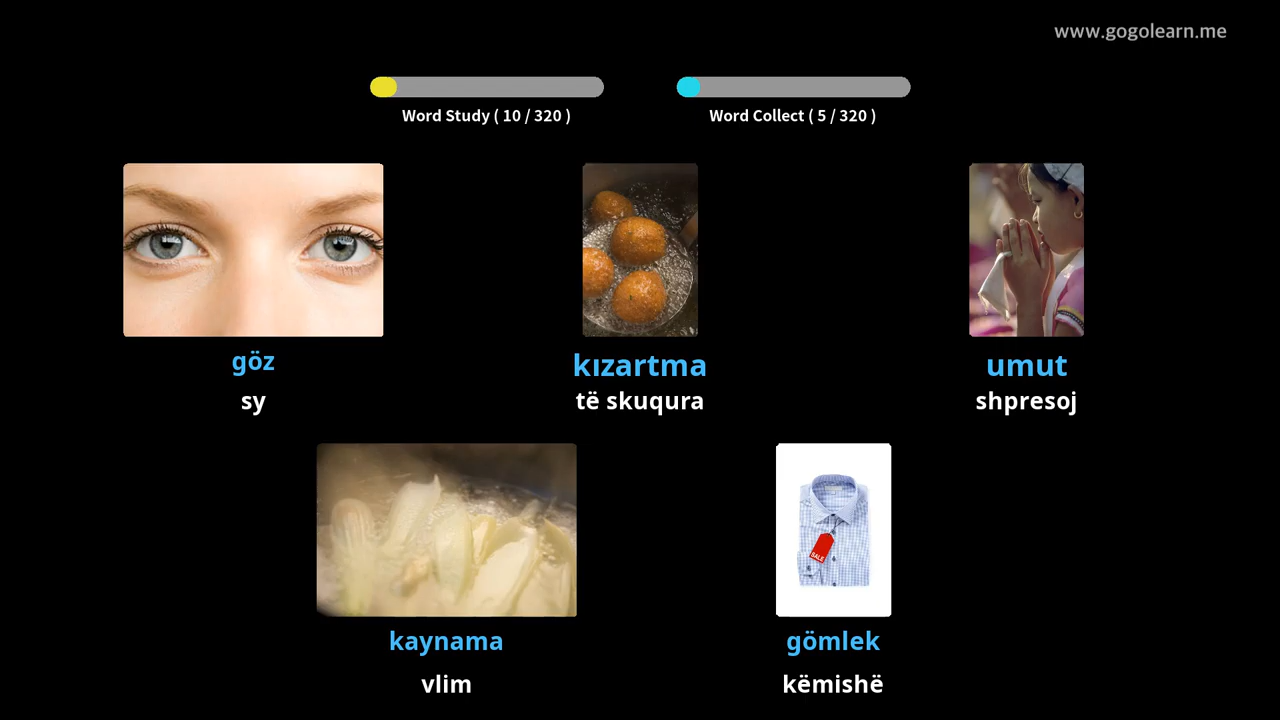 www.gogolearn.me
Word Study ( 10 / 320 )
Word Collect ( 5 / 320 )
göz
sy
kızartma
të skuqura
umut
shpresoj
SALE
kaynama
vlim
gömlek
këmishë